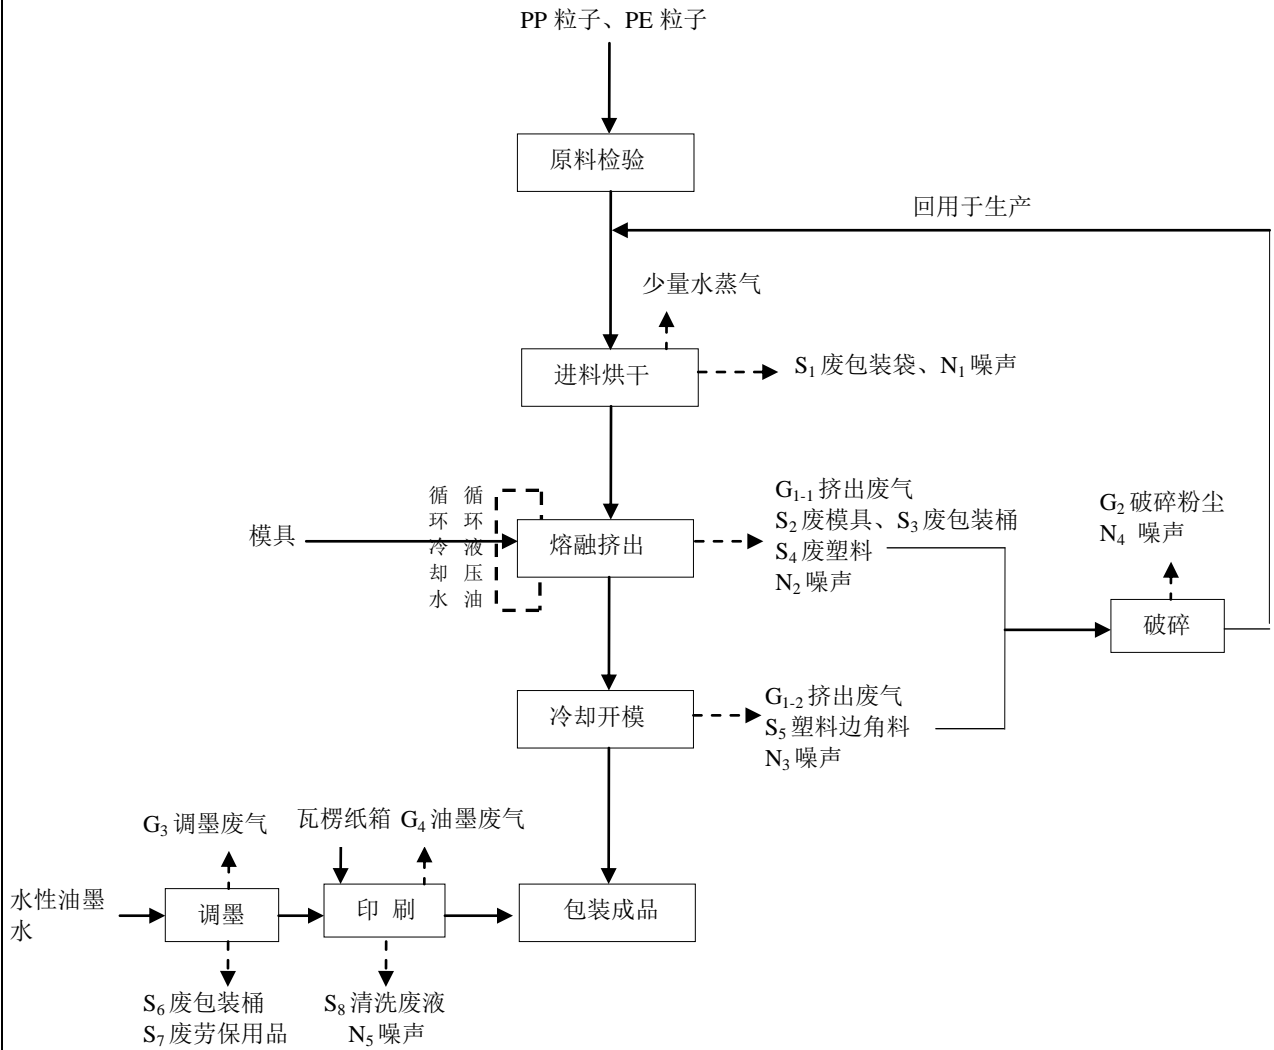 PP 粒子、PE 粒子
原料检验
回用于生产
少量水蒸气
进料烘干
S1 废包装袋、N1 噪声
循环冷却水
循环液压油
模具
熔融挤出
G1-1 挤出废气
S2 废模具、S3 废包装桶
S4 废塑料
N2 噪声
G2 破碎粉尘
N4 噪声
破碎
冷却开模
G1-2 挤出废气
S5 塑料边角料
N3 噪声
G3 调墨废气
瓦楞纸箱
G4 油墨废气
水性油墨
水
调墨
印 刷
包装成品
S6 废包装桶
S7 废劳保用品
S8 清洗废液
N5 噪声